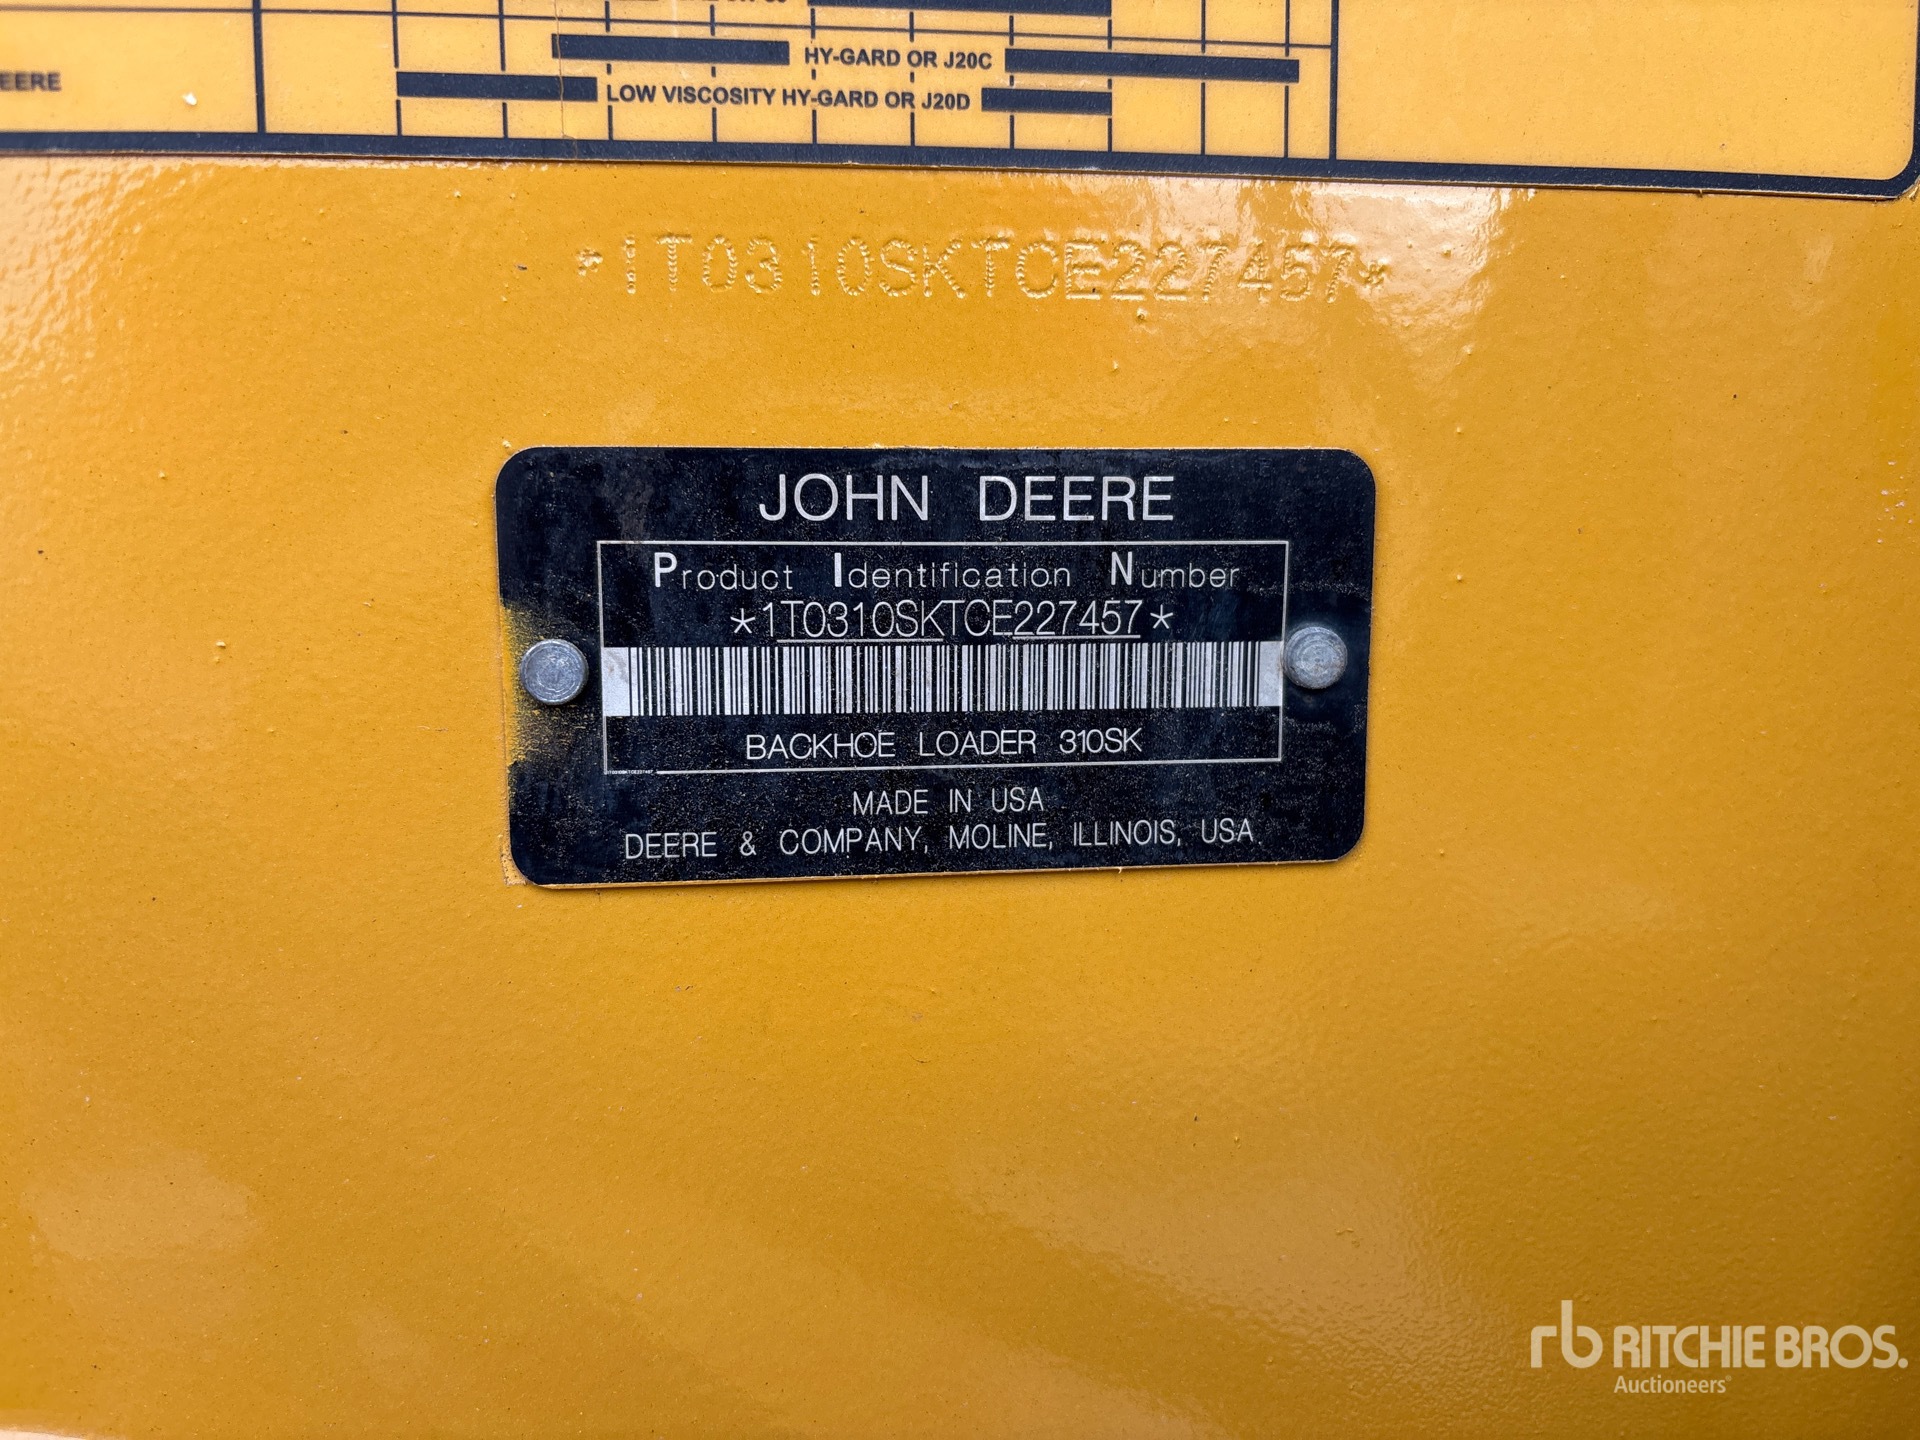 HY-GARD OR J20C
EERE
LOW VISCOSITY HY-GARD OR J20D
*1T0310SKTCE227457*
JOHN DEERE
Product Identification Number
*1T0310SKTCE227457*
BACKHOE LOADER 310SK
1T0310SKTCE227457
MADE IN USA
DEERE & COMPANY, MOLINE, ILLINOIS, USA
rb RITCHIE BROS.
Auctioneers